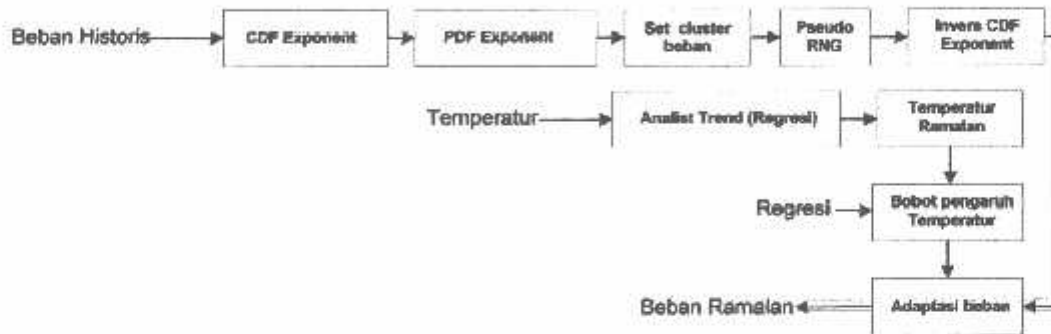 Beban Historis
CDF Exponent
PDF Exponent
Set cluster
beban
Pseudo
RNG
Invers CDF
Exponent
Temperatur
Analist Trend (Regresi)
Temperatur
Ramalan
Regresi
Bobot pengaruh
Temperatur
Beban Ramalan
Adaptasi beban